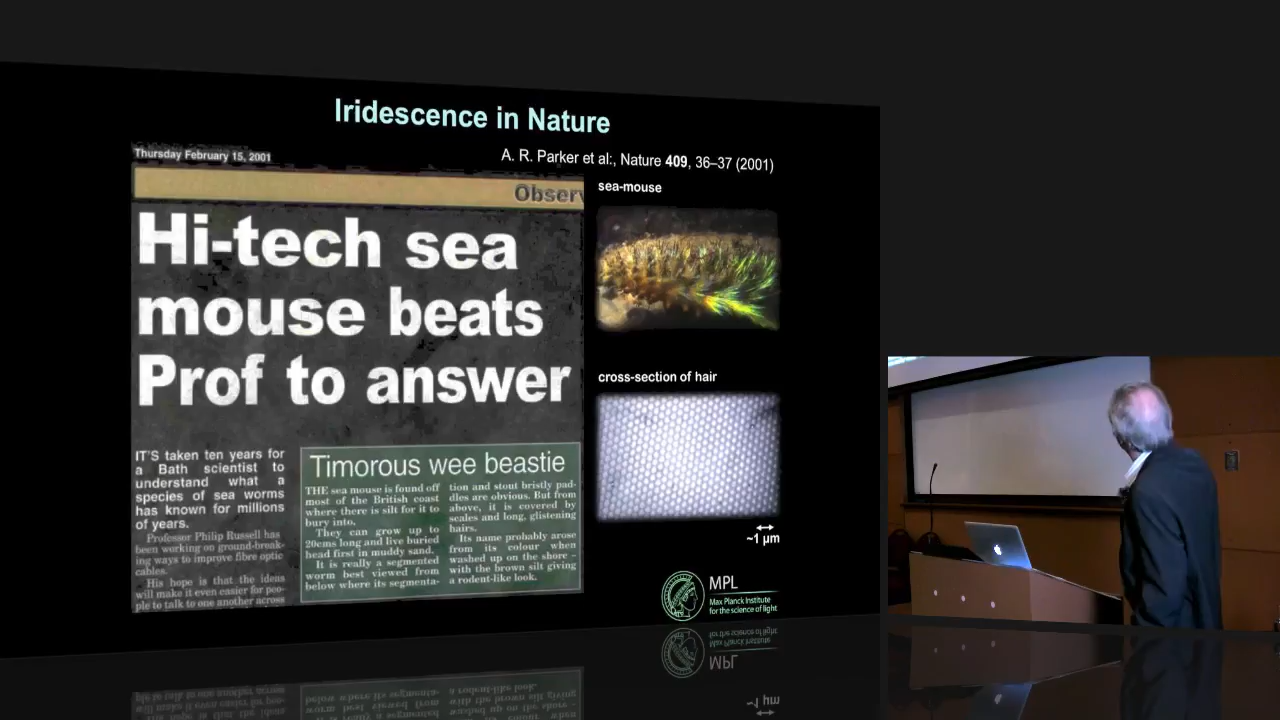 Iridescence in Nature
A. R. Parker et al:, Nature 409, 36–37 (2001)
Thursday February 15, 2001
Observ
Hi-tech sea
mouse beats
Prof to answer
IT'S taken ten years for
a Bath scientist to
understand what a
species of sea worms
has known for millions
of years.
Professor Philip Russell has
been working on ground-break-
ing ways to improve fibre optic
cables.
His hope is that the ideas
will make it even easier for peo-
ple to talk to one another across
Timorous wee beastie
THE sea mouse is found off
most of the British coast
where there is silt for it to
bury into.
They can grow up to
20cms long and live buried
head first in muddy sand.
It is really a segmented
worm best viewed from
below where its segmenta-
tion and stout bristly pad-
dles are obvious. But from
above, it is covered by
scales and long, glistening
hairs.
Its name probably arose
from its colour when
washed up on the shore -
with the brown silt giving
a rodent-like look.
sea-mouse
cross-section of hair
~1 µm
MPL
Max Planck Institute
for the science of light